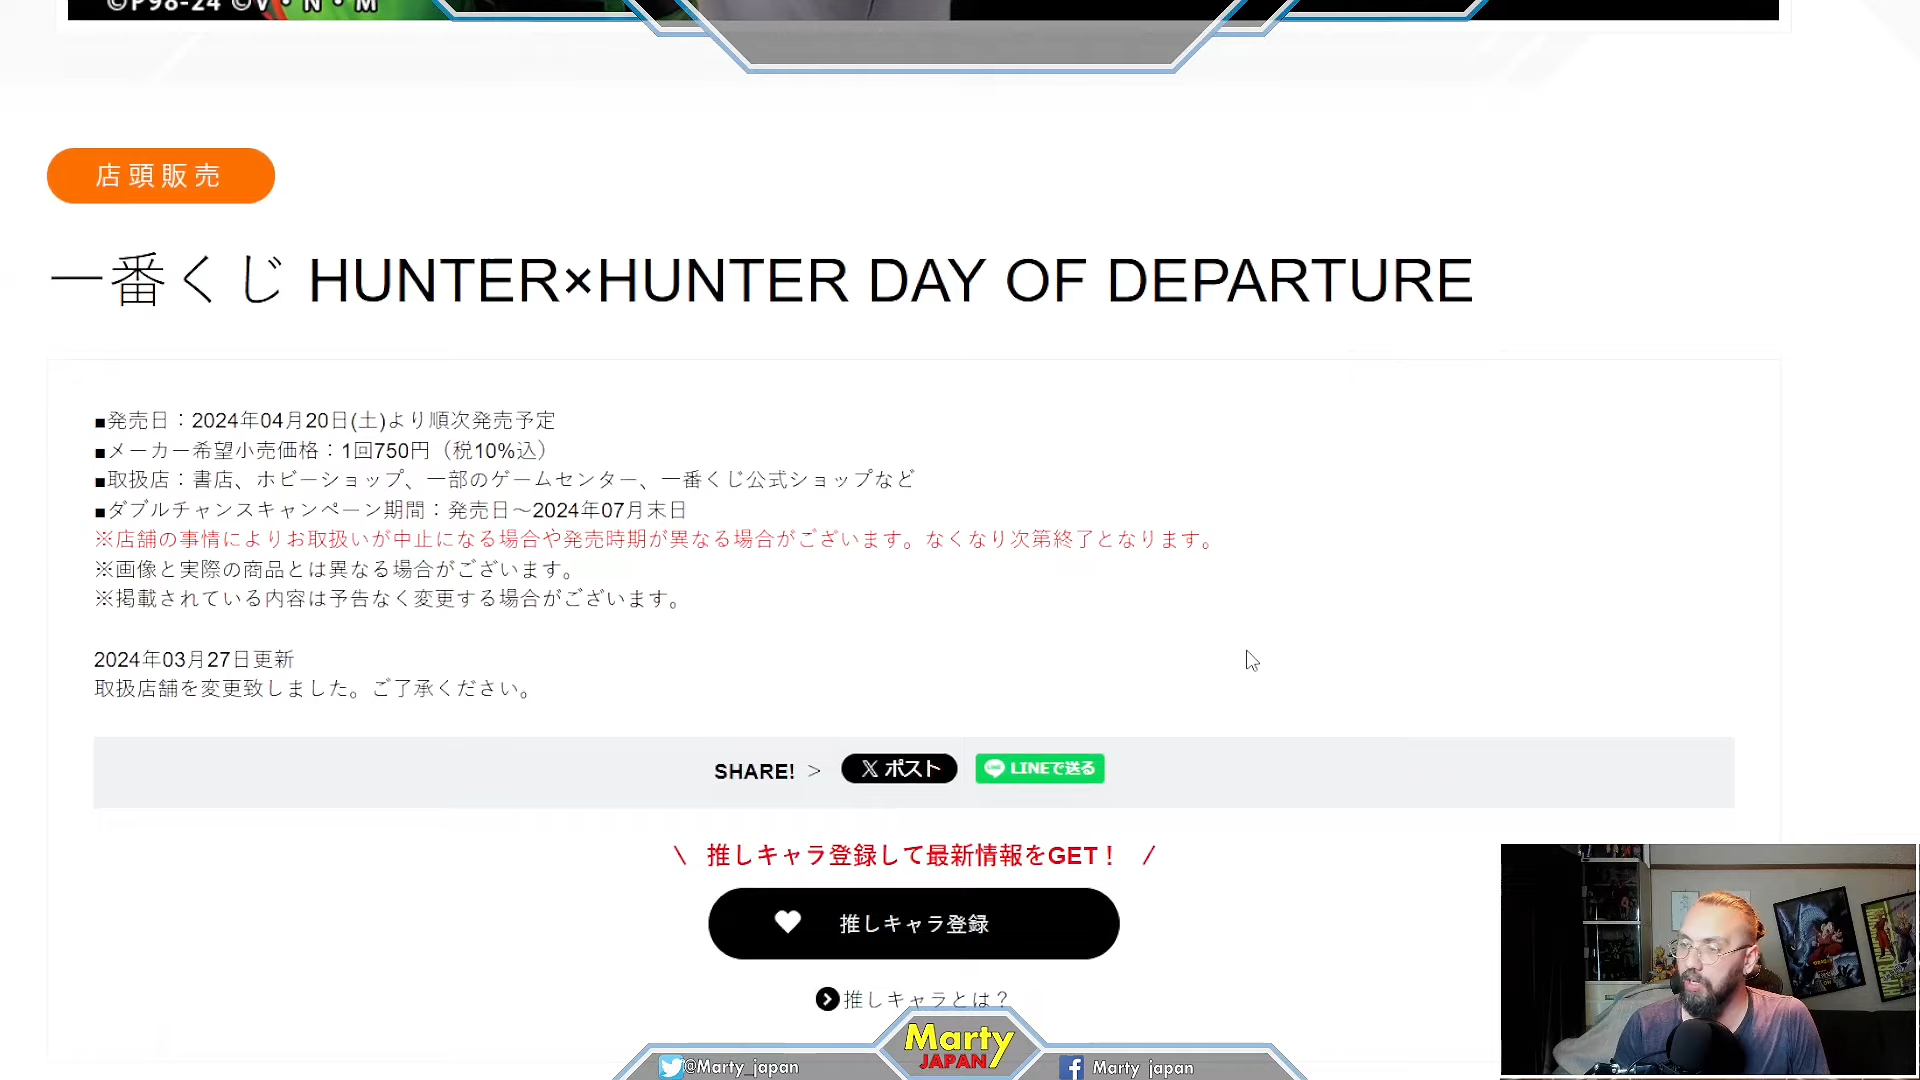 ©P98-24 ©V・N・M
店頭販売
一番くじ HUNTER×HUNTER DAY OF DEPARTURE
■発売日：2024年04月20日(土)より順次発売予定
■メーカー希望小売価格：1回750円（税10%込）
■取扱店：書店、ホビーショップ、一部のゲームセンター、一番くじ公式ショップなど
■ダブルチャンスキャンペーン期間：発売日～2024年07月末日
※店舗の事情によりお取扱いが中止になる場合や発売時期が異なる場合がございます。なくなり次第終了となります。
※画像と実際の商品とは異なる場合がございます。
※掲載されている内容は予告なく変更する場合がございます。
2024年03月27日更新
取扱店舗を変更致しました。ご了承ください。
SHARE! > X ポスト LINEで送る
\ 推しキャラ登録して最新情報をGET！ /
推しキャラ登録
推しキャラとは？
Marty
JAPAN
@Marty_japan
Marty japan